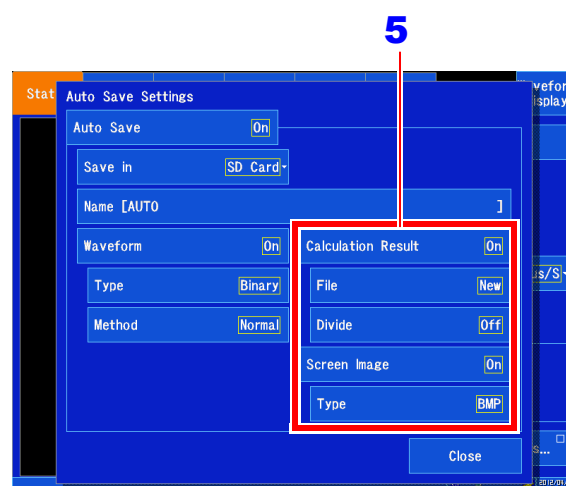 5
Stat
Auto Save Settings
Auto Save On
Save in SD Card
Name [AUTO ]
Waveform On
Type Binary
Method Normal
Calculation Result On
File New
Divide Off
Screen Image On
Type BMP
Close
us/S
s...